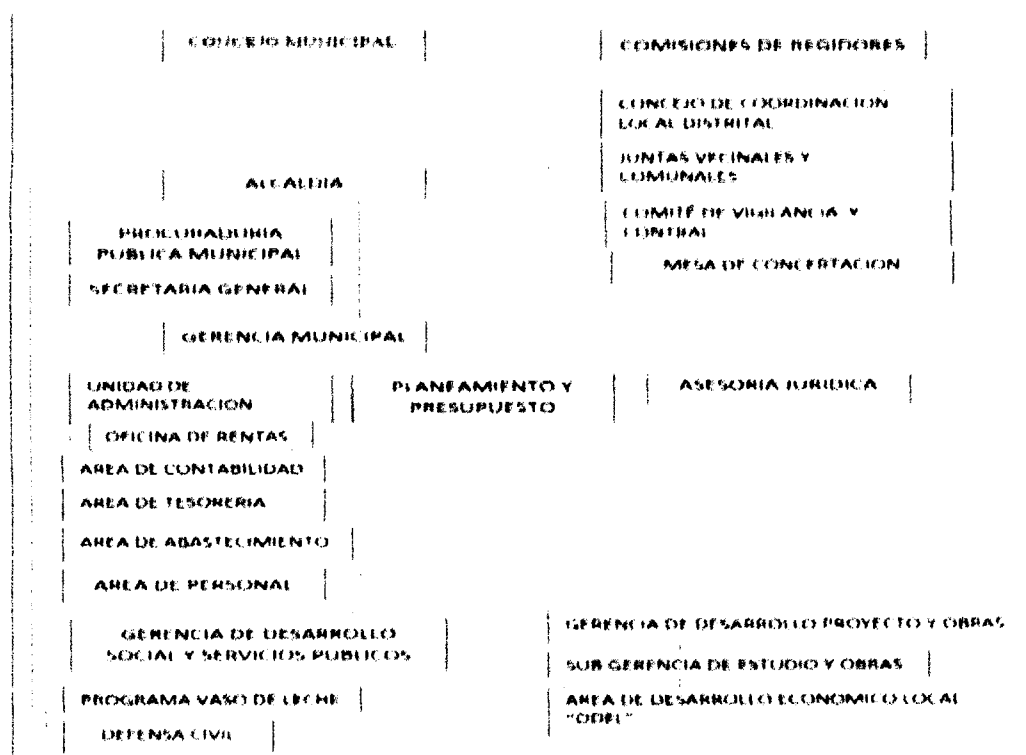 CONCEJO MUNICIPAL
COMISIONES DE REGIDORES
CONCEJO DE COORDINACION
LOCAL DISTRITAL
JUNTAS VECINALES Y
COMUNALES
ALCALDIA
COMITÉ DE VIGILANCIA Y
CONTRAL
PROCURADURIA
PUBLICA MUNICIPAL
MESA DE CONCERTACION
SECRETARIA GENERAL
GERENCIA MUNICIPAL
UNIDAD DE
ADMINISTRACION
PLANEAMIENTO Y
PRESUPUESTO
ASESORIA JURIDICA
OFICINA DE RENTAS
AREA DE CONTABILIDAD
AREA DE TESORERIA
AREA DE ABASTECIMIENTO
AREA DE PERSONAL
GERENCIA DE DESARROLLO
SOCIAL Y SERVICIOS PUBLICOS
GERENCIA DE DESARROLLO PROYECTO Y OBRAS
SUB GERENCIA DE ESTUDIO Y OBRAS
PROGRAMA VASO DE LECHE
AREA DE DESARROLLO ECONOMICO LOCAL
"ODEL"
DEFENSA CIVIL